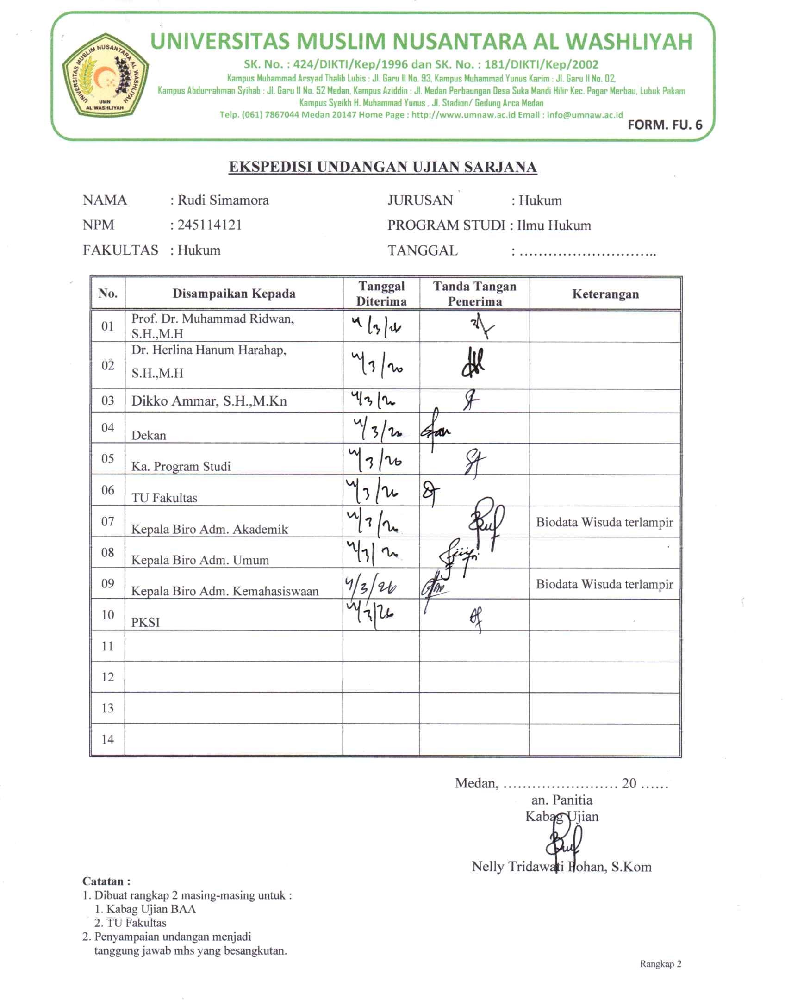 UNIVERSITAS MUSLIM NUSANTARA AL WASHLIYAH
UMN
AL WASHLIYAH
UNIVERSITAS MUSLIM NUSANTARA AL WASHLIYAH
SK. No. : 424/DIKTI/Kep/1996 dan SK. No. : 181/DIKTI/Kep/2002
Kampus Muhammad Arsyad Thalib Lubis : Jl. Garu II No. 93, Kampus Muhammad Yunus Karim : Jl. Garu II No. 02,
Kampus Abdurrahman Syihab : Jl. Garu II No. 52 Medan, Kampus Aziddin : Jl. Medan Perbaungan Desa Suka Mandi Hilir Kec. Pagar Merbau, Lubuk Pakam
Kampus Syeikh H. Muhammad Yunus , Jl. Stadion/ Gedung Arca Medan
Telp. (061) 7867044 Medan 20147 Home Page : http://www.umnaw.ac.id Email : info@umnaw.ac.id
FORM. FU. 6
EKSPEDISI UNDANGAN UJIAN SARJANA
NAMA : Rudi Simamora JURUSAN : Hukum
NPM : 245114121 PROGRAM STUDI : Ilmu Hukum
FAKULTAS : Hukum TANGGAL : ................................
No. Disampaikan Kepada Tanggal Diterima Tanda Tangan Penerima Keterangan
01 Prof. Dr. Muhammad Ridwan, S.H.,M.H 4/3/26
02 Dr. Herlina Hanum Harahap, S.H.,M.H 4/3/26
03 Dikko Ammar, S.H.,M.Kn 4/3/26
04 Dekan 4/3/26
05 Ka. Program Studi 4/3/26
06 TU Fakultas 4/3/26
07 Kepala Biro Adm. Akademik 4/3/26 Biodata Wisuda terlampir
08 Kepala Biro Adm. Umum 4/3/26
09 Kepala Biro Adm. Kemahasiswaan 4/3/26 Biodata Wisuda terlampir
10 PKSI 4/3/26
11
12
13
14
Medan, ........................ 20 ......
an. Panitia
Kabag Ujian
Nelly Tridawati Pohan, S.Kom
Catatan :
1. Dibuat rangkap 2 masing-masing untuk :
1. Kabag Ujian BAA
2. TU Fakultas
2. Penyampaian undangan menjadi
tanggung jawab mhs yang besangkutan.
Rangkap 2